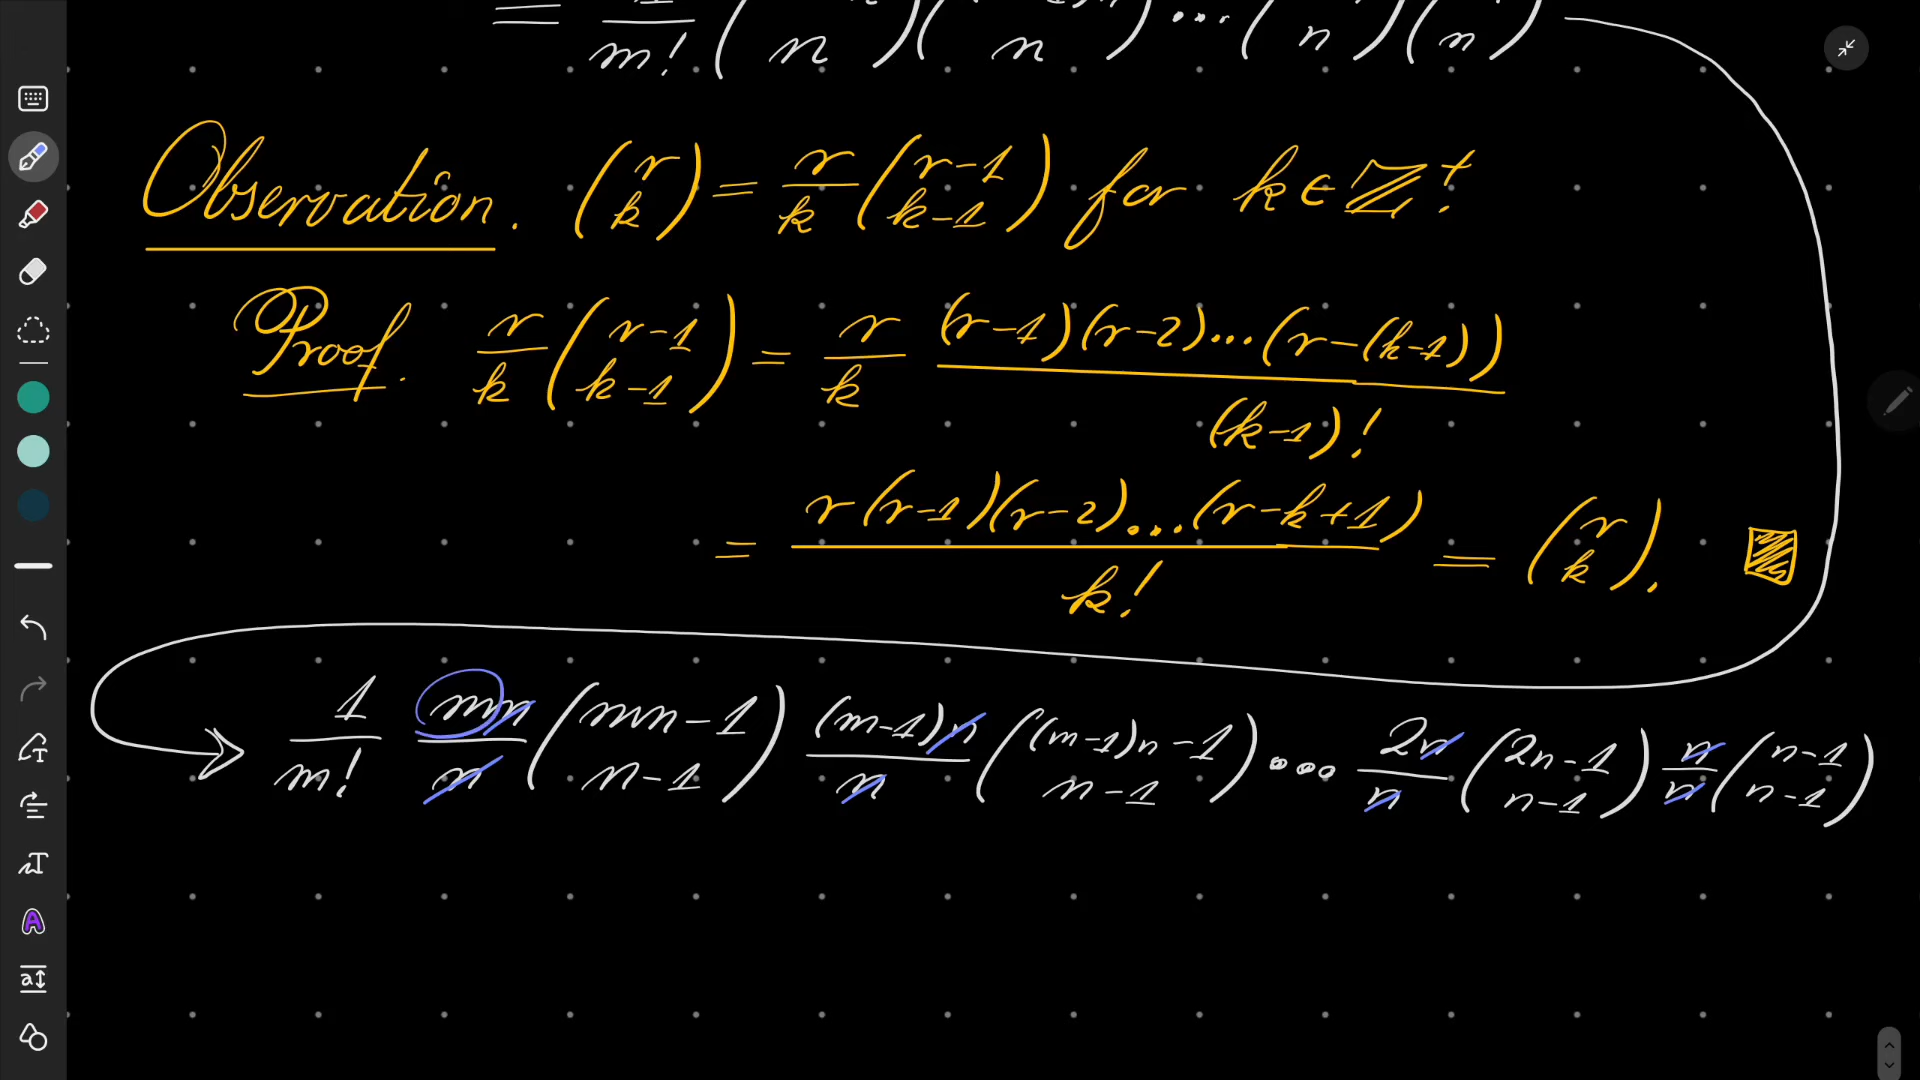 = 1/m! ( n )( n ) ... ( n )( n )
Observation. (r k) = r/k (r-1 k-1) for k ∈ ℤ⁺.
Proof. r/k (r-1 k-1) = r/k (r-1)(r-2)...(r-(k-1)) / (k-1)!
= r(r-1)(r-2)...(r-k+1) / k! = (r k).
→ 1/m! mn/n (mn-1 n-1) (m-1)n/n ((m-1)n-1 n-1) ... 2n/n (2n-1 n-1) n/n (n-1 n-1)